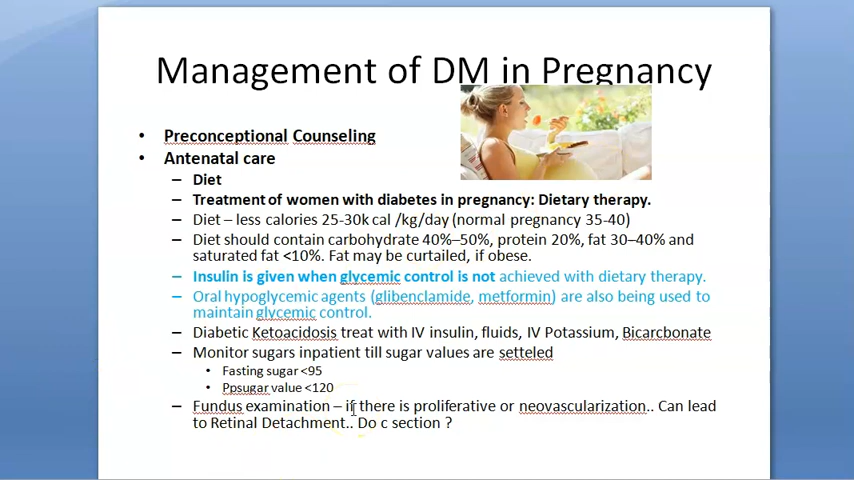 Management of DM in Pregnancy
• Preconceptional Counseling
• Antenatal care
– Diet
– Treatment of women with diabetes in pregnancy: Dietary therapy.
– Diet – less calories 25-30k cal /kg/day (normal pregnancy 35-40)
– Diet should contain carbohydrate 40%–50%, protein 20%, fat 30–40% and
saturated fat <10%. Fat may be curtailed, if obese.
– Insulin is given when glycemic control is not achieved with dietary therapy.
– Oral hypoglycemic agents (glibenclamide, metformin) are also being used to
maintain glycemic control.
– Diabetic Ketoacidosis treat with IV insulin, fluids, IV Potassium, Bicarcbonate
– Monitor sugars inpatient till sugar values are setteled
• Fasting sugar <95
• Ppsugar value <120
– Fundus examination – if there is proliferative or neovascularization.. Can lead
to Retinal Detachment.. Do c section ?